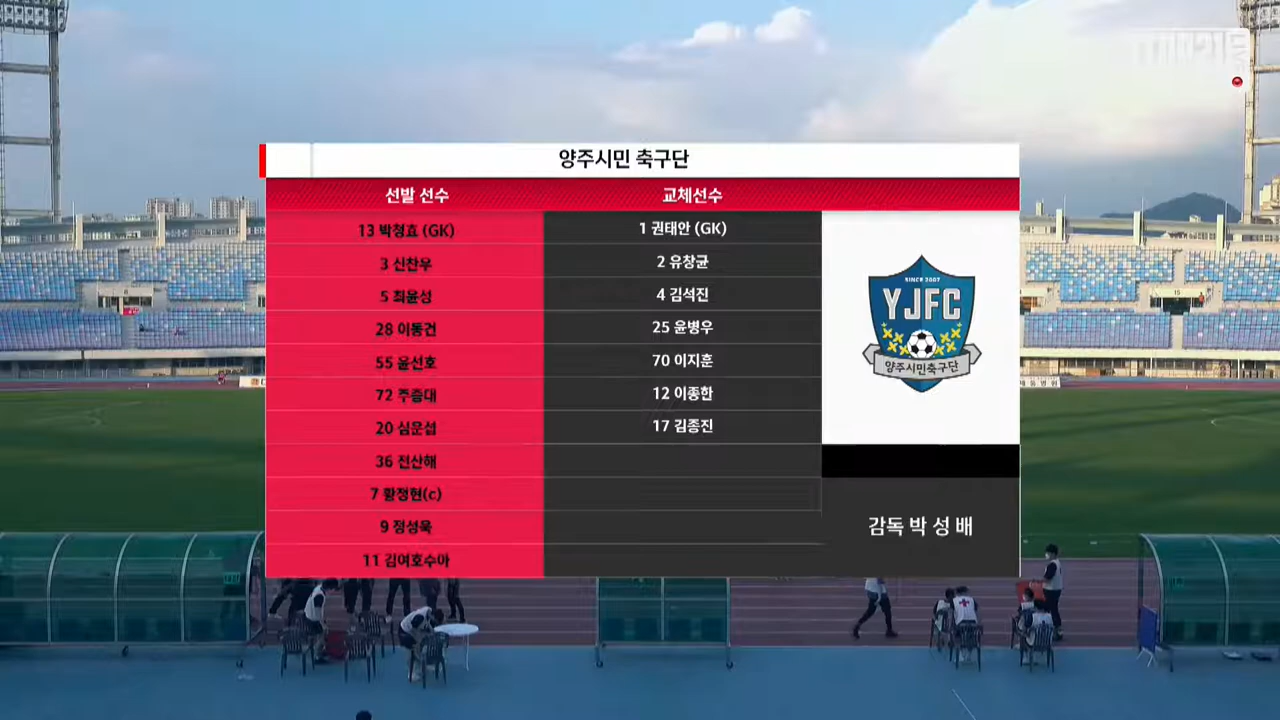 양주시민 축구단
선발 선수
교체선수
13 박청효 (GK)
1 권태안 (GK)
3 신찬우
2 유창균
5 최윤성
4 김석진
28 이동건
25 윤병우
55 윤선호
70 이지훈
72 주종대
12 이종한
20 심운섭
17 김종진
36 전산해
7 황정현(c)
9 정성욱
11 김여호수아
SINCE 2007
YJFC
양주시민축구단
감독 박 성 배